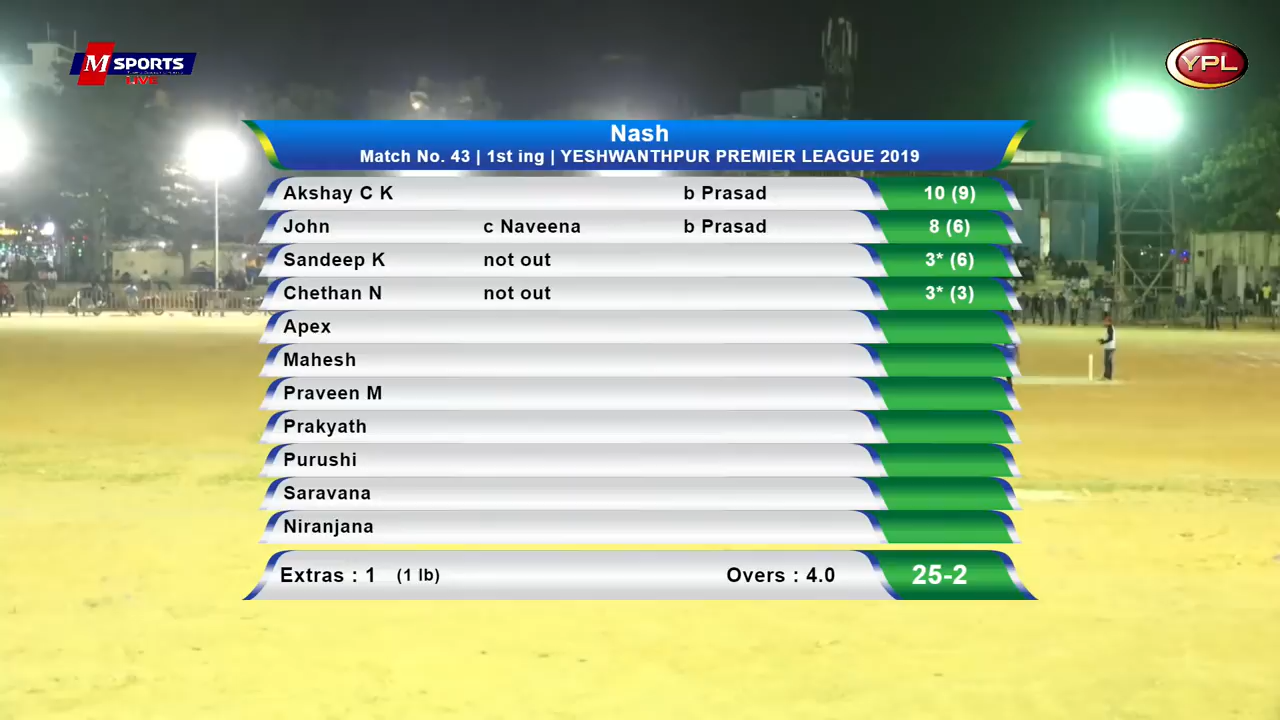 M SPORTS
LIVE
YPL
Nash
Match No. 43 | 1st ing | YESHWANTHPUR PREMIER LEAGUE 2019
Akshay C K b Prasad 10 (9)
John c Naveena b Prasad 8 (6)
Sandeep K not out 3* (6)
Chethan N not out 3* (3)
Apex
Mahesh
Praveen M
Prakyath
Purushi
Saravana
Niranjana
Extras : 1 (1 lb) Overs : 4.0 25-2